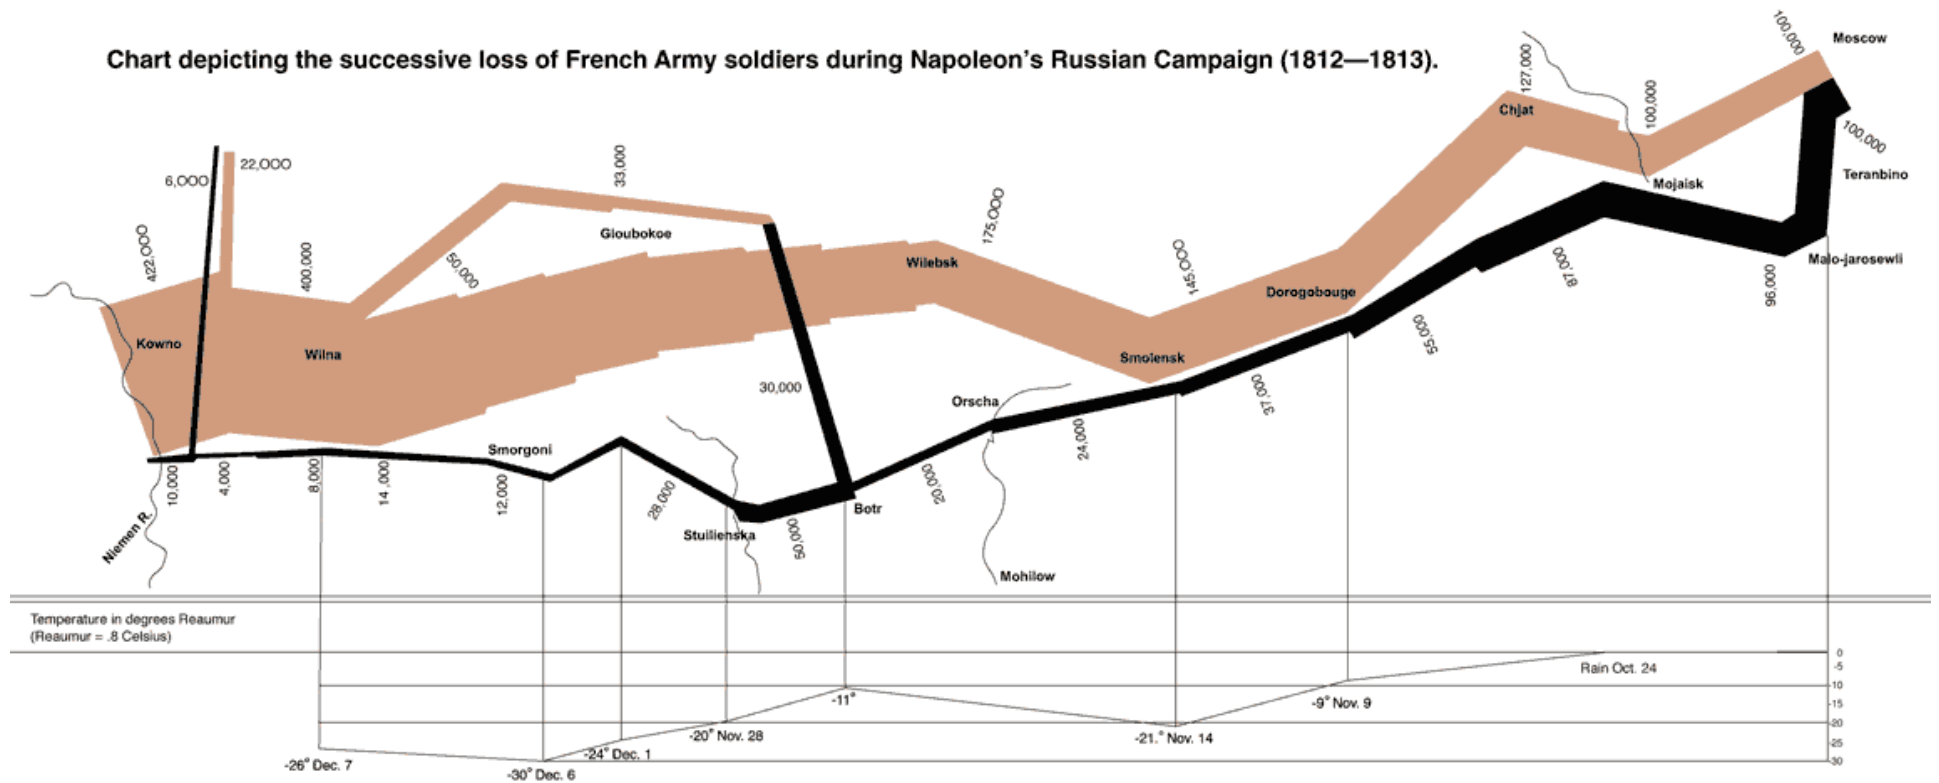 Chart depicting the successive loss of French Army soldiers during Napoleon's Russian Campaign (1812—1813).
Moscow
100,000
127,000
Chjat
100,000
100,000
Mojaisk
Teranbino
22,000
6,000
33,000
Gloubokoe
422,000
400,000
50,000
175,000
Wilebsk
145,000
Dorogobouge
87,000
Malo-jarosewli
96,000
55,000
Kowno
Wilna
Smolensk
30,000
Orscha
37,000
24,000
Smorgoni
10,000
4,000
8,000
14,000
12,000
28,000
20,000
Botr
Stuilienska
50,000
Niemen R.
Mohilow
Temperature in degrees Reaumur
(Reaumur = .8 Celsius)
0
-5
-10
-15
-20
-25
-30
Rain Oct. 24
-9° Nov. 9
-11°
-21.° Nov. 14
-20° Nov. 28
-24° Dec. 1
-26° Dec. 7
-30° Dec. 6